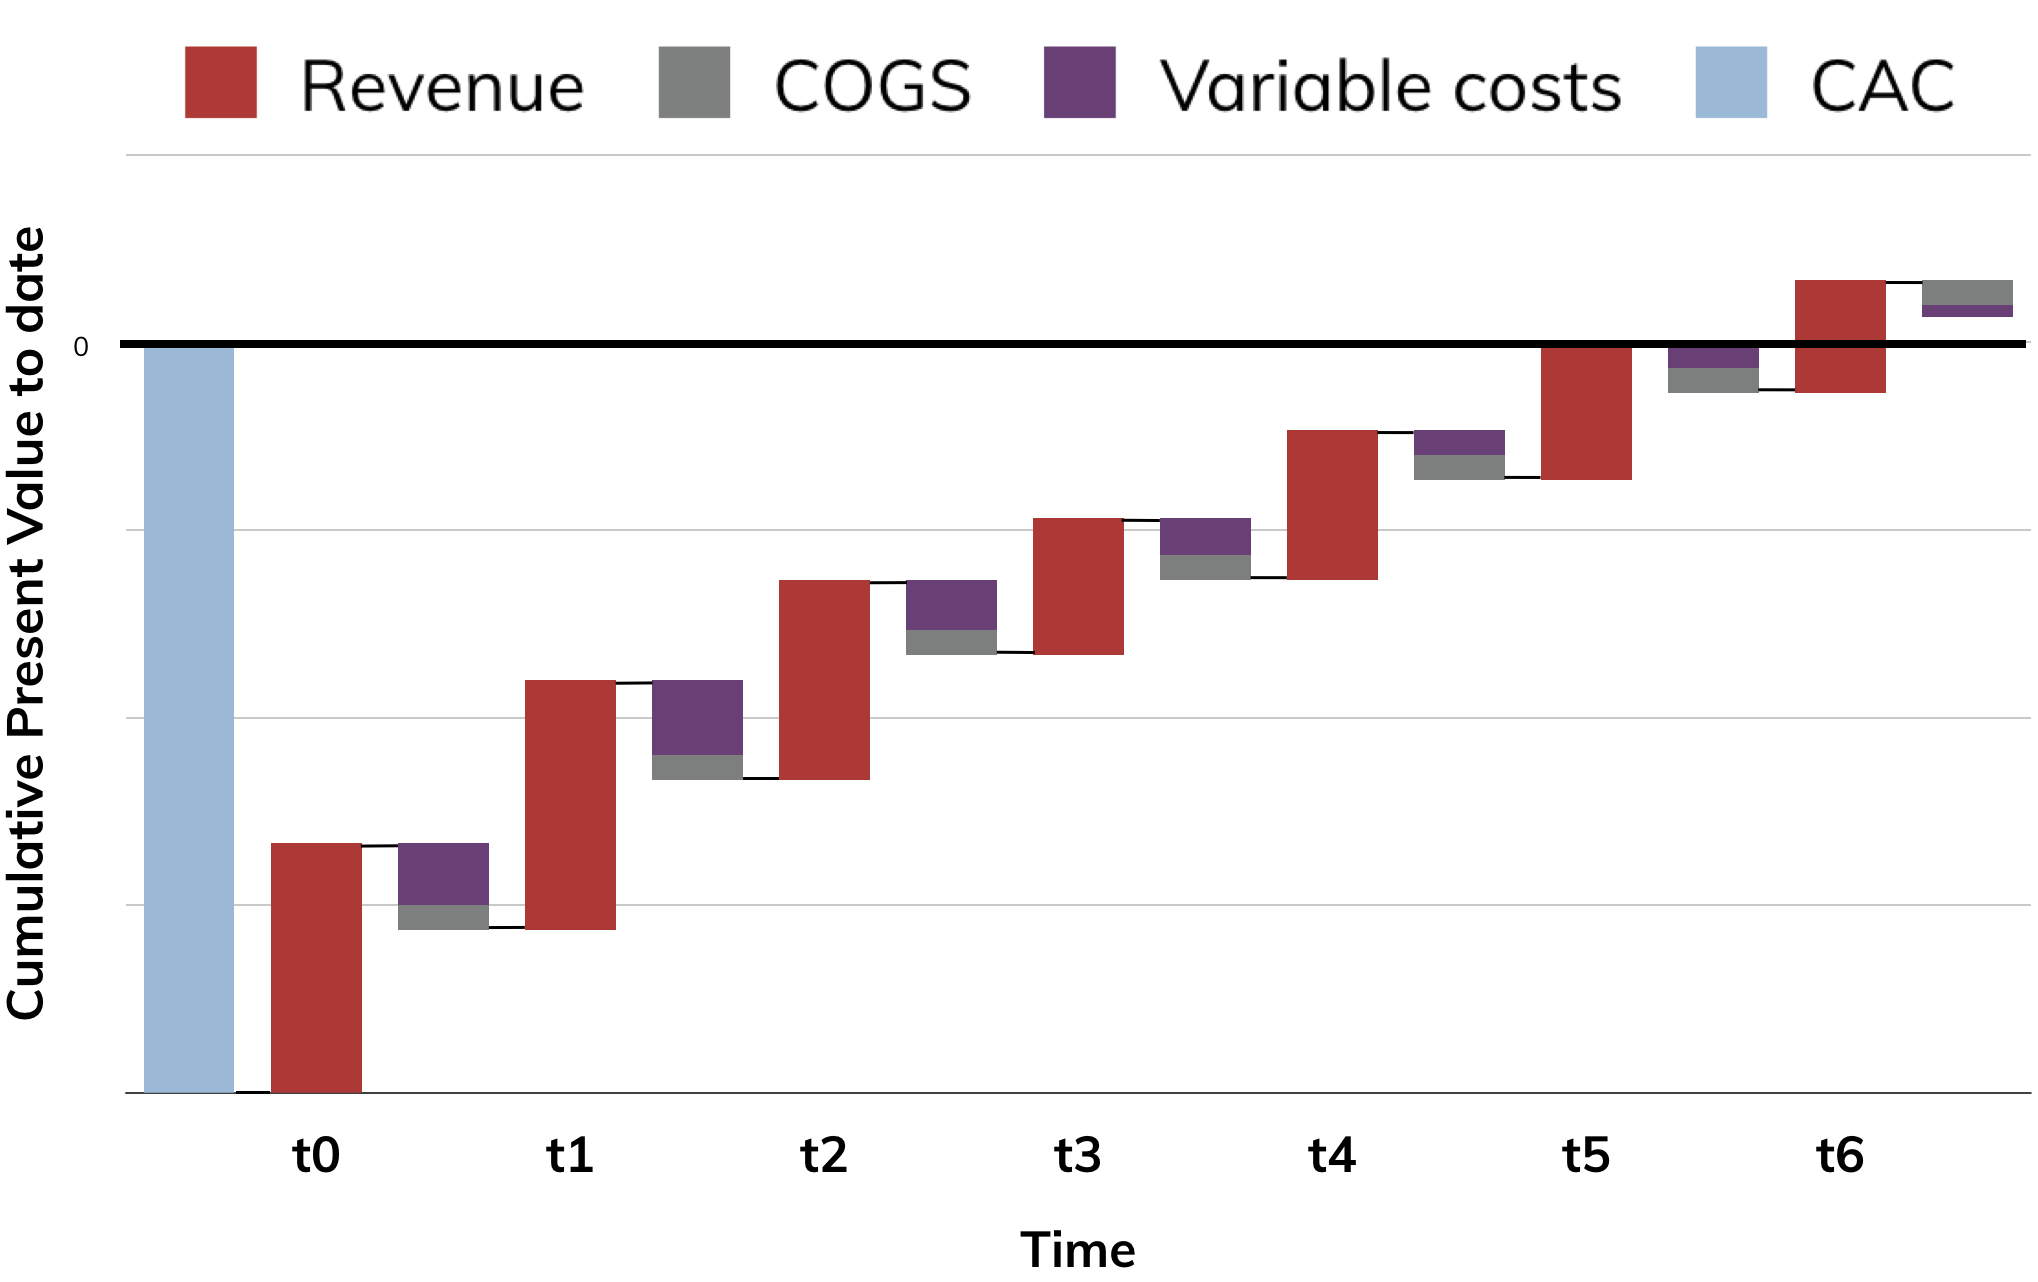 Revenue COGS Variable costs CAC
Cumulative Present Value to date
0
t0 t1 t2 t3 t4 t5 t6
Time